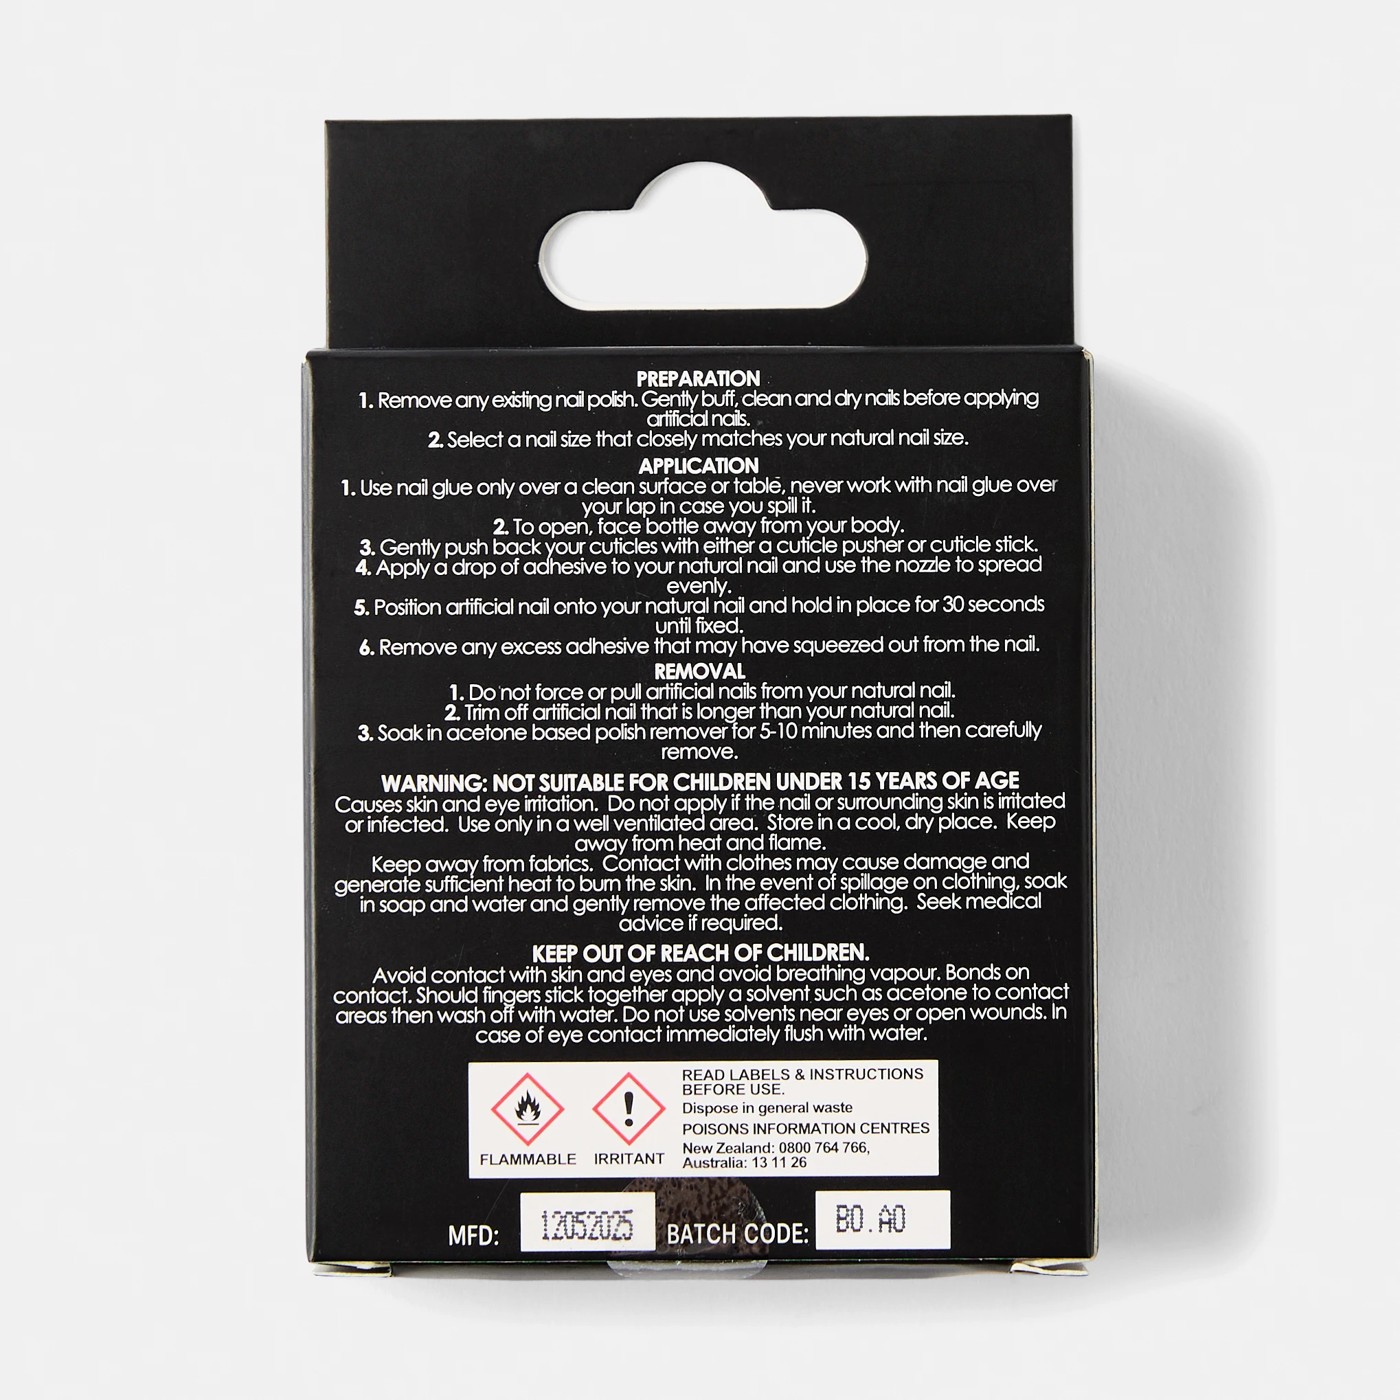 PREPARATION
1. Remove any existing nail polish. Gently buff, clean and dry nails before applying
artificial nails.
2. Select a nail size that closely matches your natural nail size.
APPLICATION
1. Use nail glue only over a clean surface or table, never work with nail glue over
your lap in case you spill it.
2. To open, face bottle away from your body.
3. Gently push back your cuticles with either a cuticle pusher or cuticle stick.
4. Apply a drop of adhesive to your natural nail and use the nozzle to spread
evenly.
5. Position artificial nail onto your natural nail and hold in place for 30 seconds
until fixed.
6. Remove any excess adhesive that may have squeezed out from the nail.
REMOVAL
1. Do not force or pull artificial nails from your natural nail.
2. Trim off artificial nail that is longer than your natural nail.
3. Soak in acetone based polish remover for 5-10 minutes and then carefully
remove.
WARNING: NOT SUITABLE FOR CHILDREN UNDER 15 YEARS OF AGE
Causes skin and eye irritation. Do not apply if the nail or surrounding skin is irritated
or infected. Use only in a well ventilated area. Store in a cool, dry place. Keep
away from heat and flame.
Keep away from fabrics. Contact with clothes may cause damage and
generate sufficient heat to burn the skin. In the event of spillage on clothing, soak
in soap and water and gently remove the affected clothing. Seek medical
advice if required.
KEEP OUT OF REACH OF CHILDREN.
Avoid contact with skin and eyes and avoid breathing vapour. Bonds on
contact. Should fingers stick together apply a solvent such as acetone to contact
areas then wash off with water. Do not use solvents near eyes or open wounds. In
case of eye contact immediately flush with water.
FLAMMABLE IRRITANT
READ LABELS & INSTRUCTIONS
BEFORE USE.
Dispose in general waste
POISONS INFORMATION CENTRES
New Zealand: 0800 764 766,
Australia: 13 11 26
MFD: 12052025 BATCH CODE: BO.AO